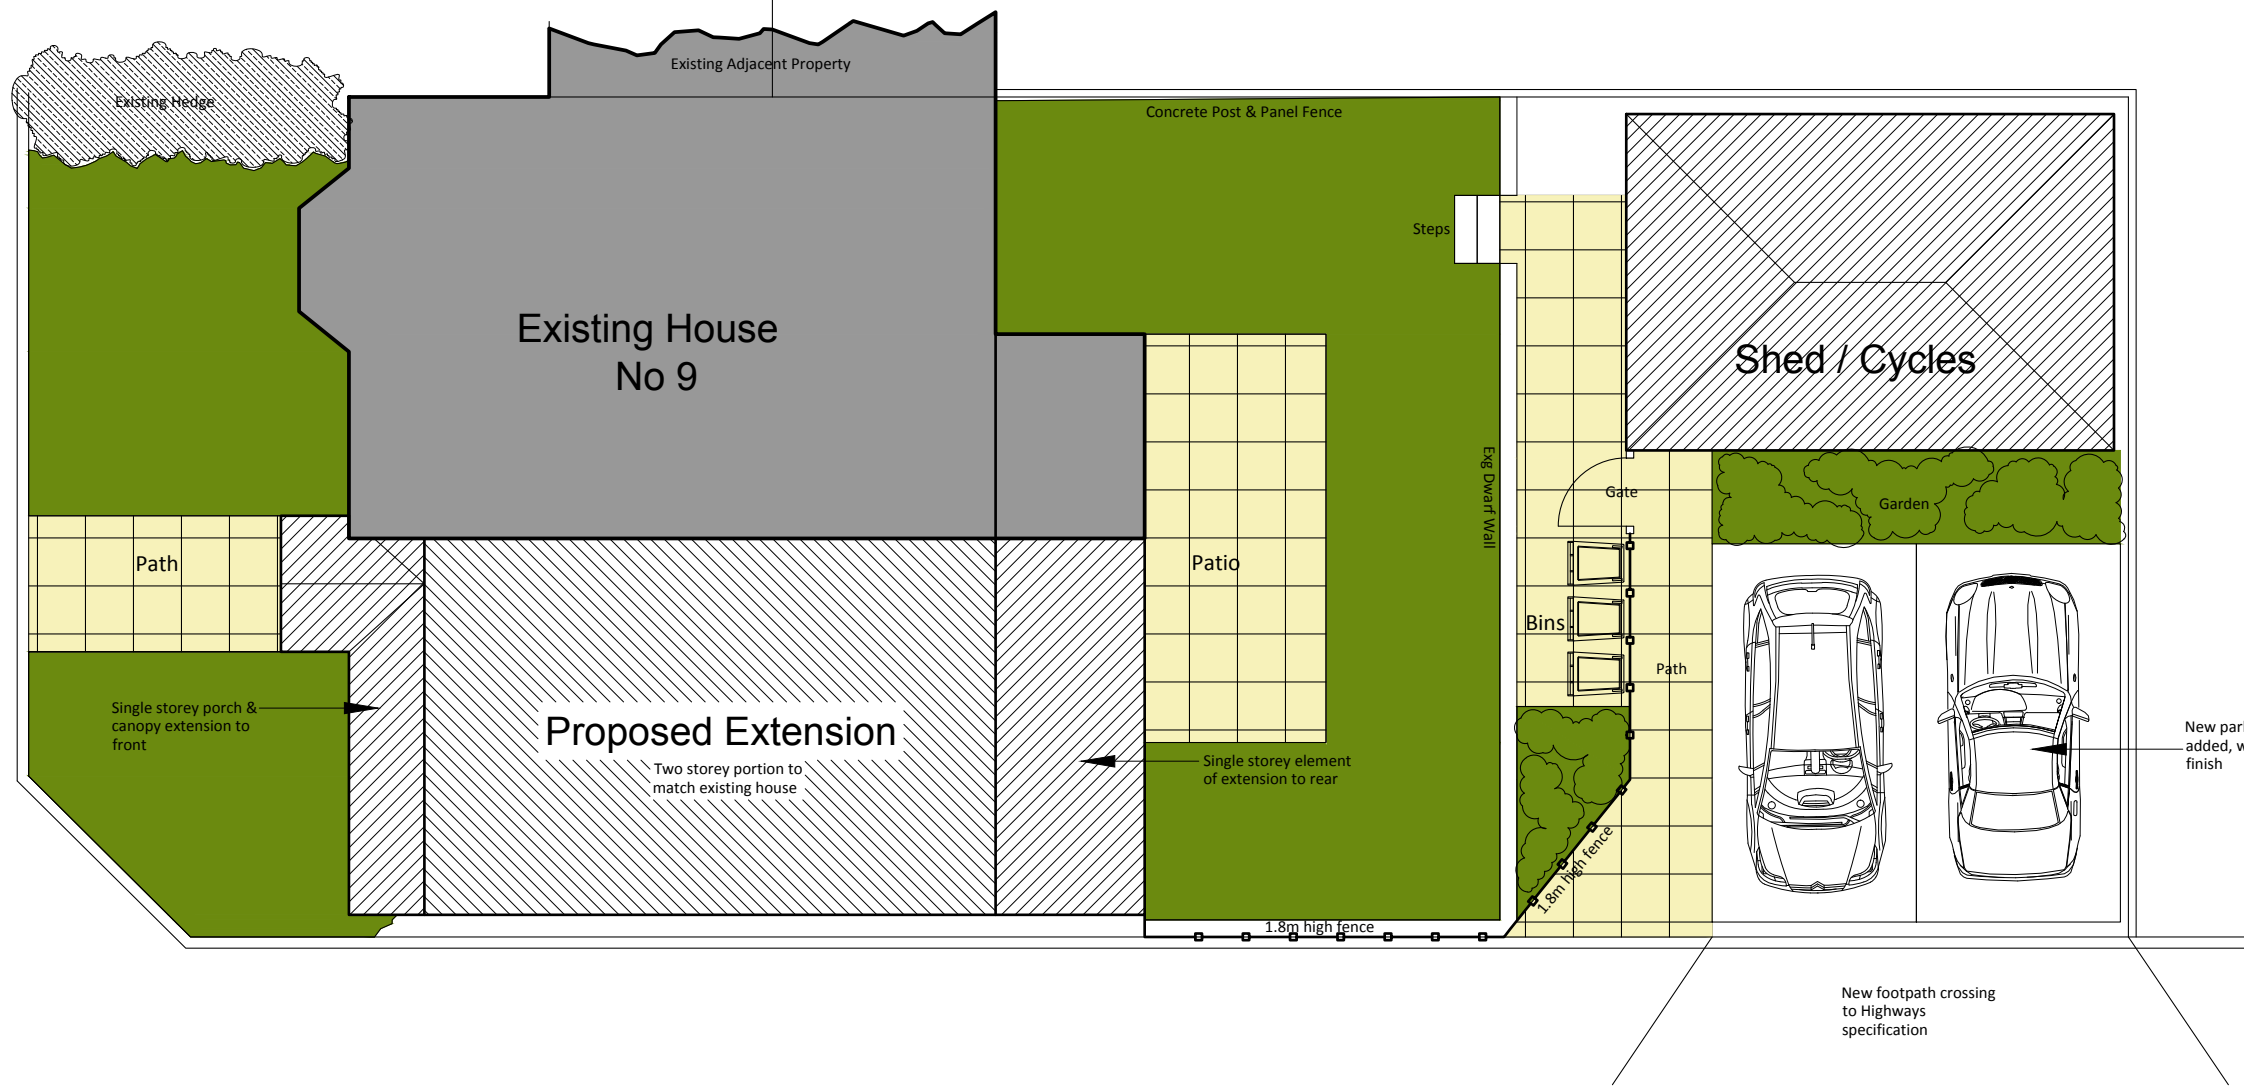 Existing Adjacent Property
Existing Hedge
Concrete Post & Panel Fence
Steps
Existing House
No 9
Shed / Cycles
Exg Dwarf Wall
Gate
Garden
Path
Patio
Bins
Path
Single storey porch &
canopy extension to
front
Proposed Extension
Two storey portion to
match existing house
Single storey element
of extension to rear
New
added,
finish
1.8m high fence
1.8m high fence
New footpath crossing
to Highways
specification